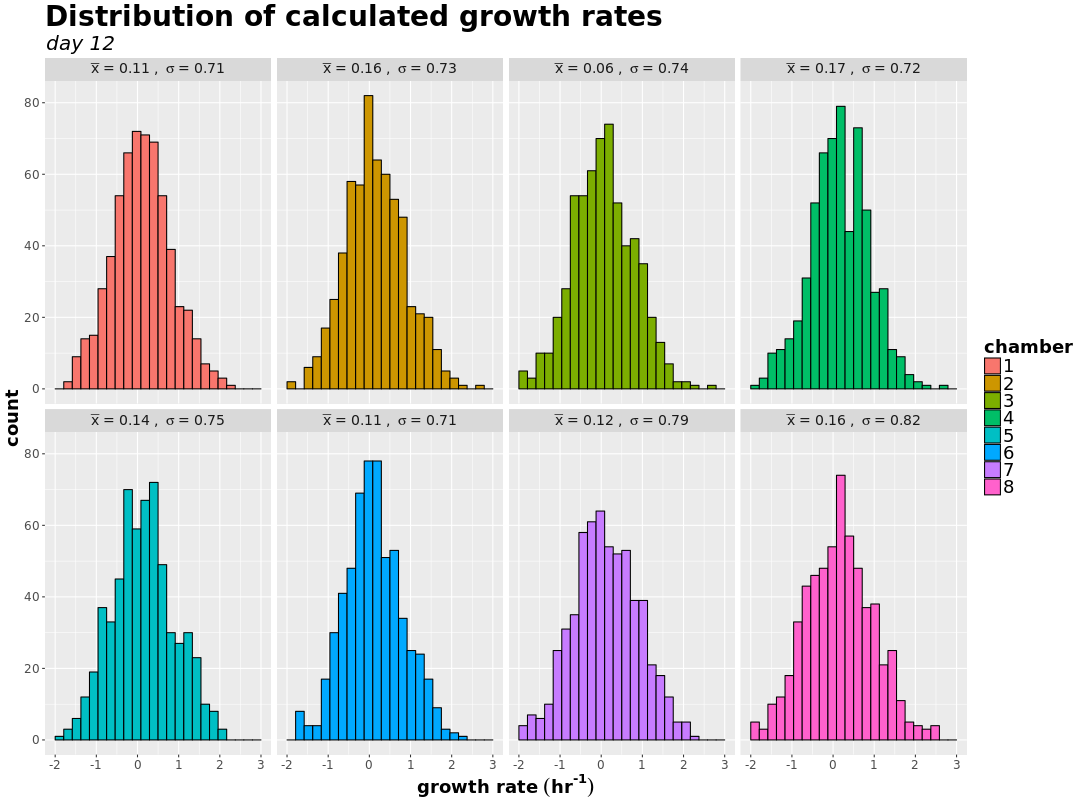 Distribution of calculated growth rates
day 12
x̅ = 0.11 , σ = 0.71
x̅ = 0.16 , σ = 0.73
x̅ = 0.06 , σ = 0.74
x̅ = 0.17 , σ = 0.72
80
60
40
20
0
x̅ = 0.14 , σ = 0.75
x̅ = 0.11 , σ = 0.71
x̅ = 0.12 , σ = 0.79
x̅ = 0.16 , σ = 0.82
80
60
40
20
0
-2 -1 0 1 2 3
-2 -1 0 1 2 3
-2 -1 0 1 2 3
-2 -1 0 1 2 3
count
growth rate (hr⁻¹)
chamber
1
2
3
4
5
6
7
8